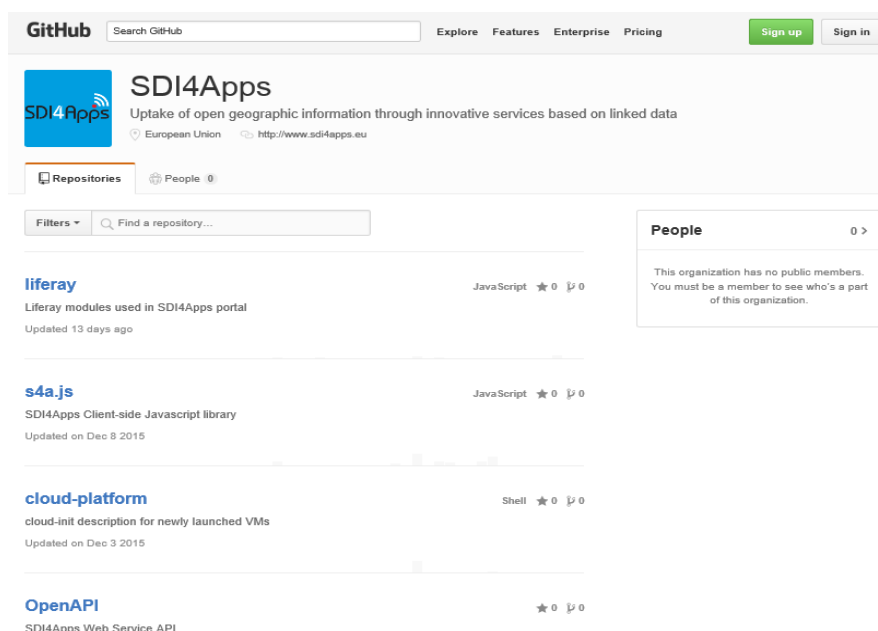 GitHub Search GitHub Explore Features Enterprise Pricing Sign up Sign in
SDI4Apps
SDI4Apps
Uptake of open geographic information through innovative services based on linked data
European Union http://www.sdi4apps.eu
Repositories People 0
Filters Find a repository...
People 0 >
This organization has no public members.
You must be a member to see who's a part
of this organization.
liferay JavaScript 0 0
Liferay modules used in SDI4Apps portal
Updated 13 days ago
s4a.js JavaScript 0 0
SDI4Apps Client-side Javascript library
Updated on Dec 8 2015
cloud-platform Shell 0 0
cloud-init description for newly launched VMs
Updated on Dec 3 2015
OpenAPI 0 0
SDI4Apps Web Service API